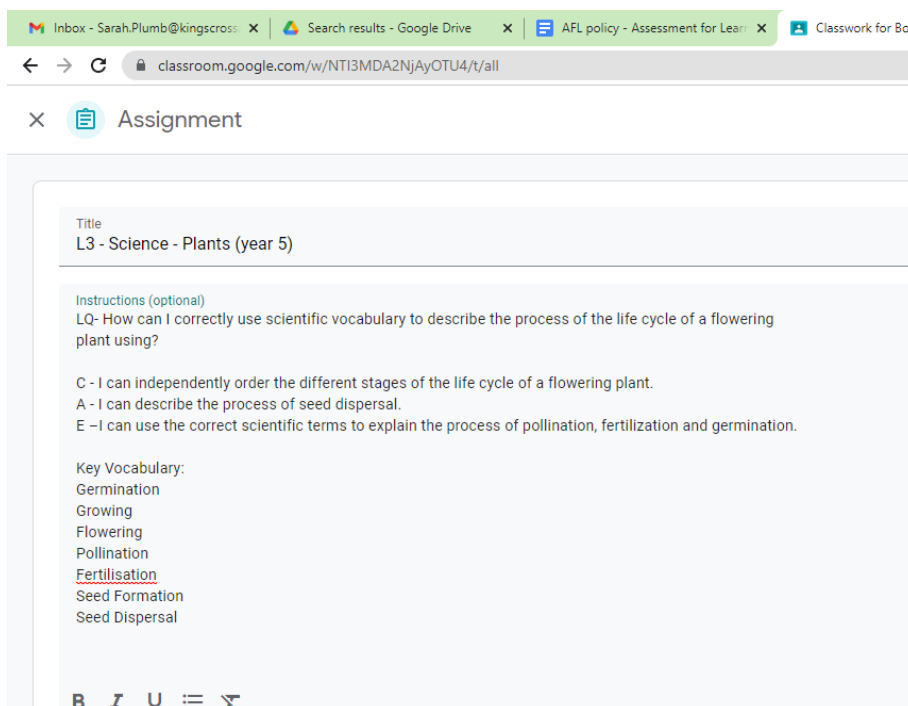 Inbox - Sarah.Plumb@kingscross
Search results - Google Drive
AFL policy - Assessment for Lear
Classwork for Bo
classroom.google.com/w/NTI3MDA2NjAyOTU4/t/all
Assignment
Title
L3 - Science - Plants (year 5)
Instructions (optional)
LQ- How can I correctly use scientific vocabulary to describe the process of the life cycle of a flowering
plant using?
C - I can independently order the different stages of the life cycle of a flowering plant.
A - I can describe the process of seed dispersal.
E –I can use the correct scientific terms to explain the process of pollination, fertilization and germination.
Key Vocabulary:
Germination
Growing
Flowering
Pollination
Fertilisation
Seed Formation
Seed Dispersal
B I U